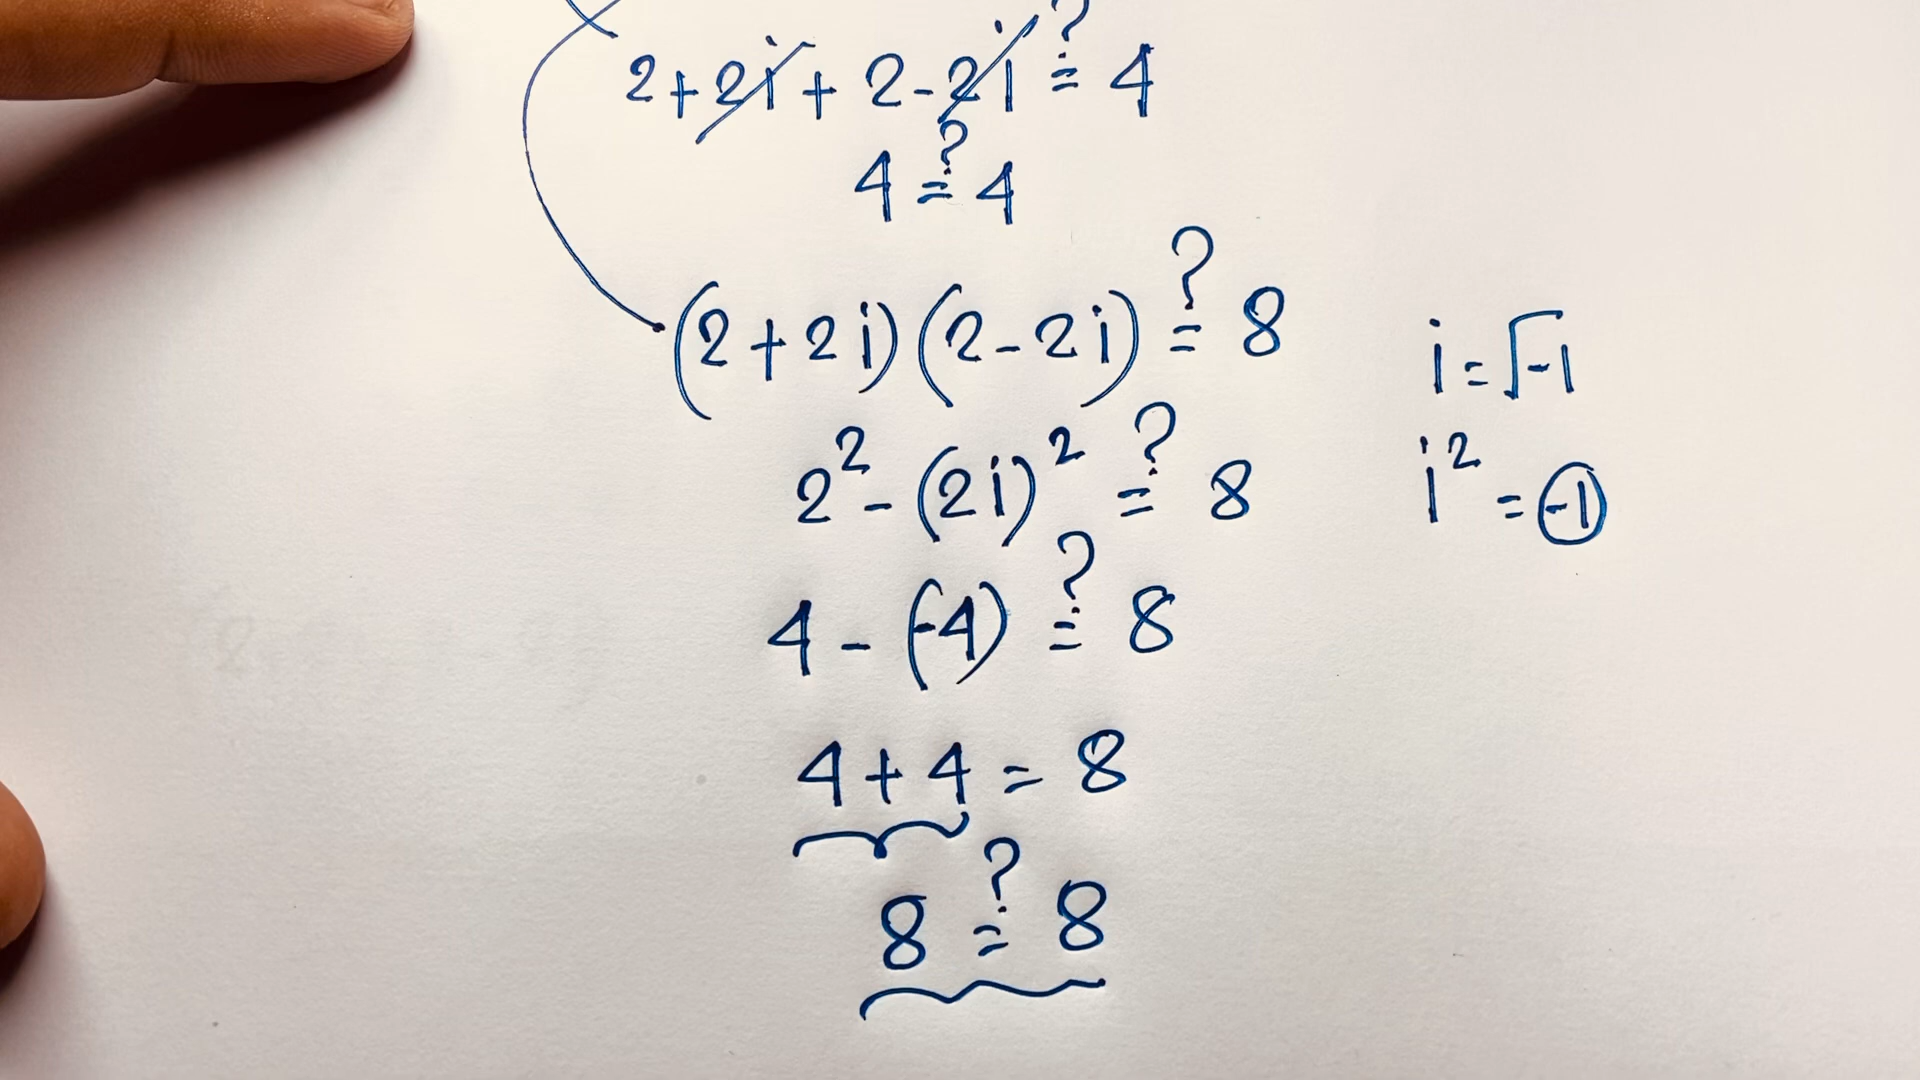 2+2i+2-2i ?= 4
4 ?= 4
(2+2i)(2-2i) ?= 8
i=√-1
2²-(2i)² ?= 8
i²=-1
4-(-4) ?= 8
4+4=8
8 ?= 8